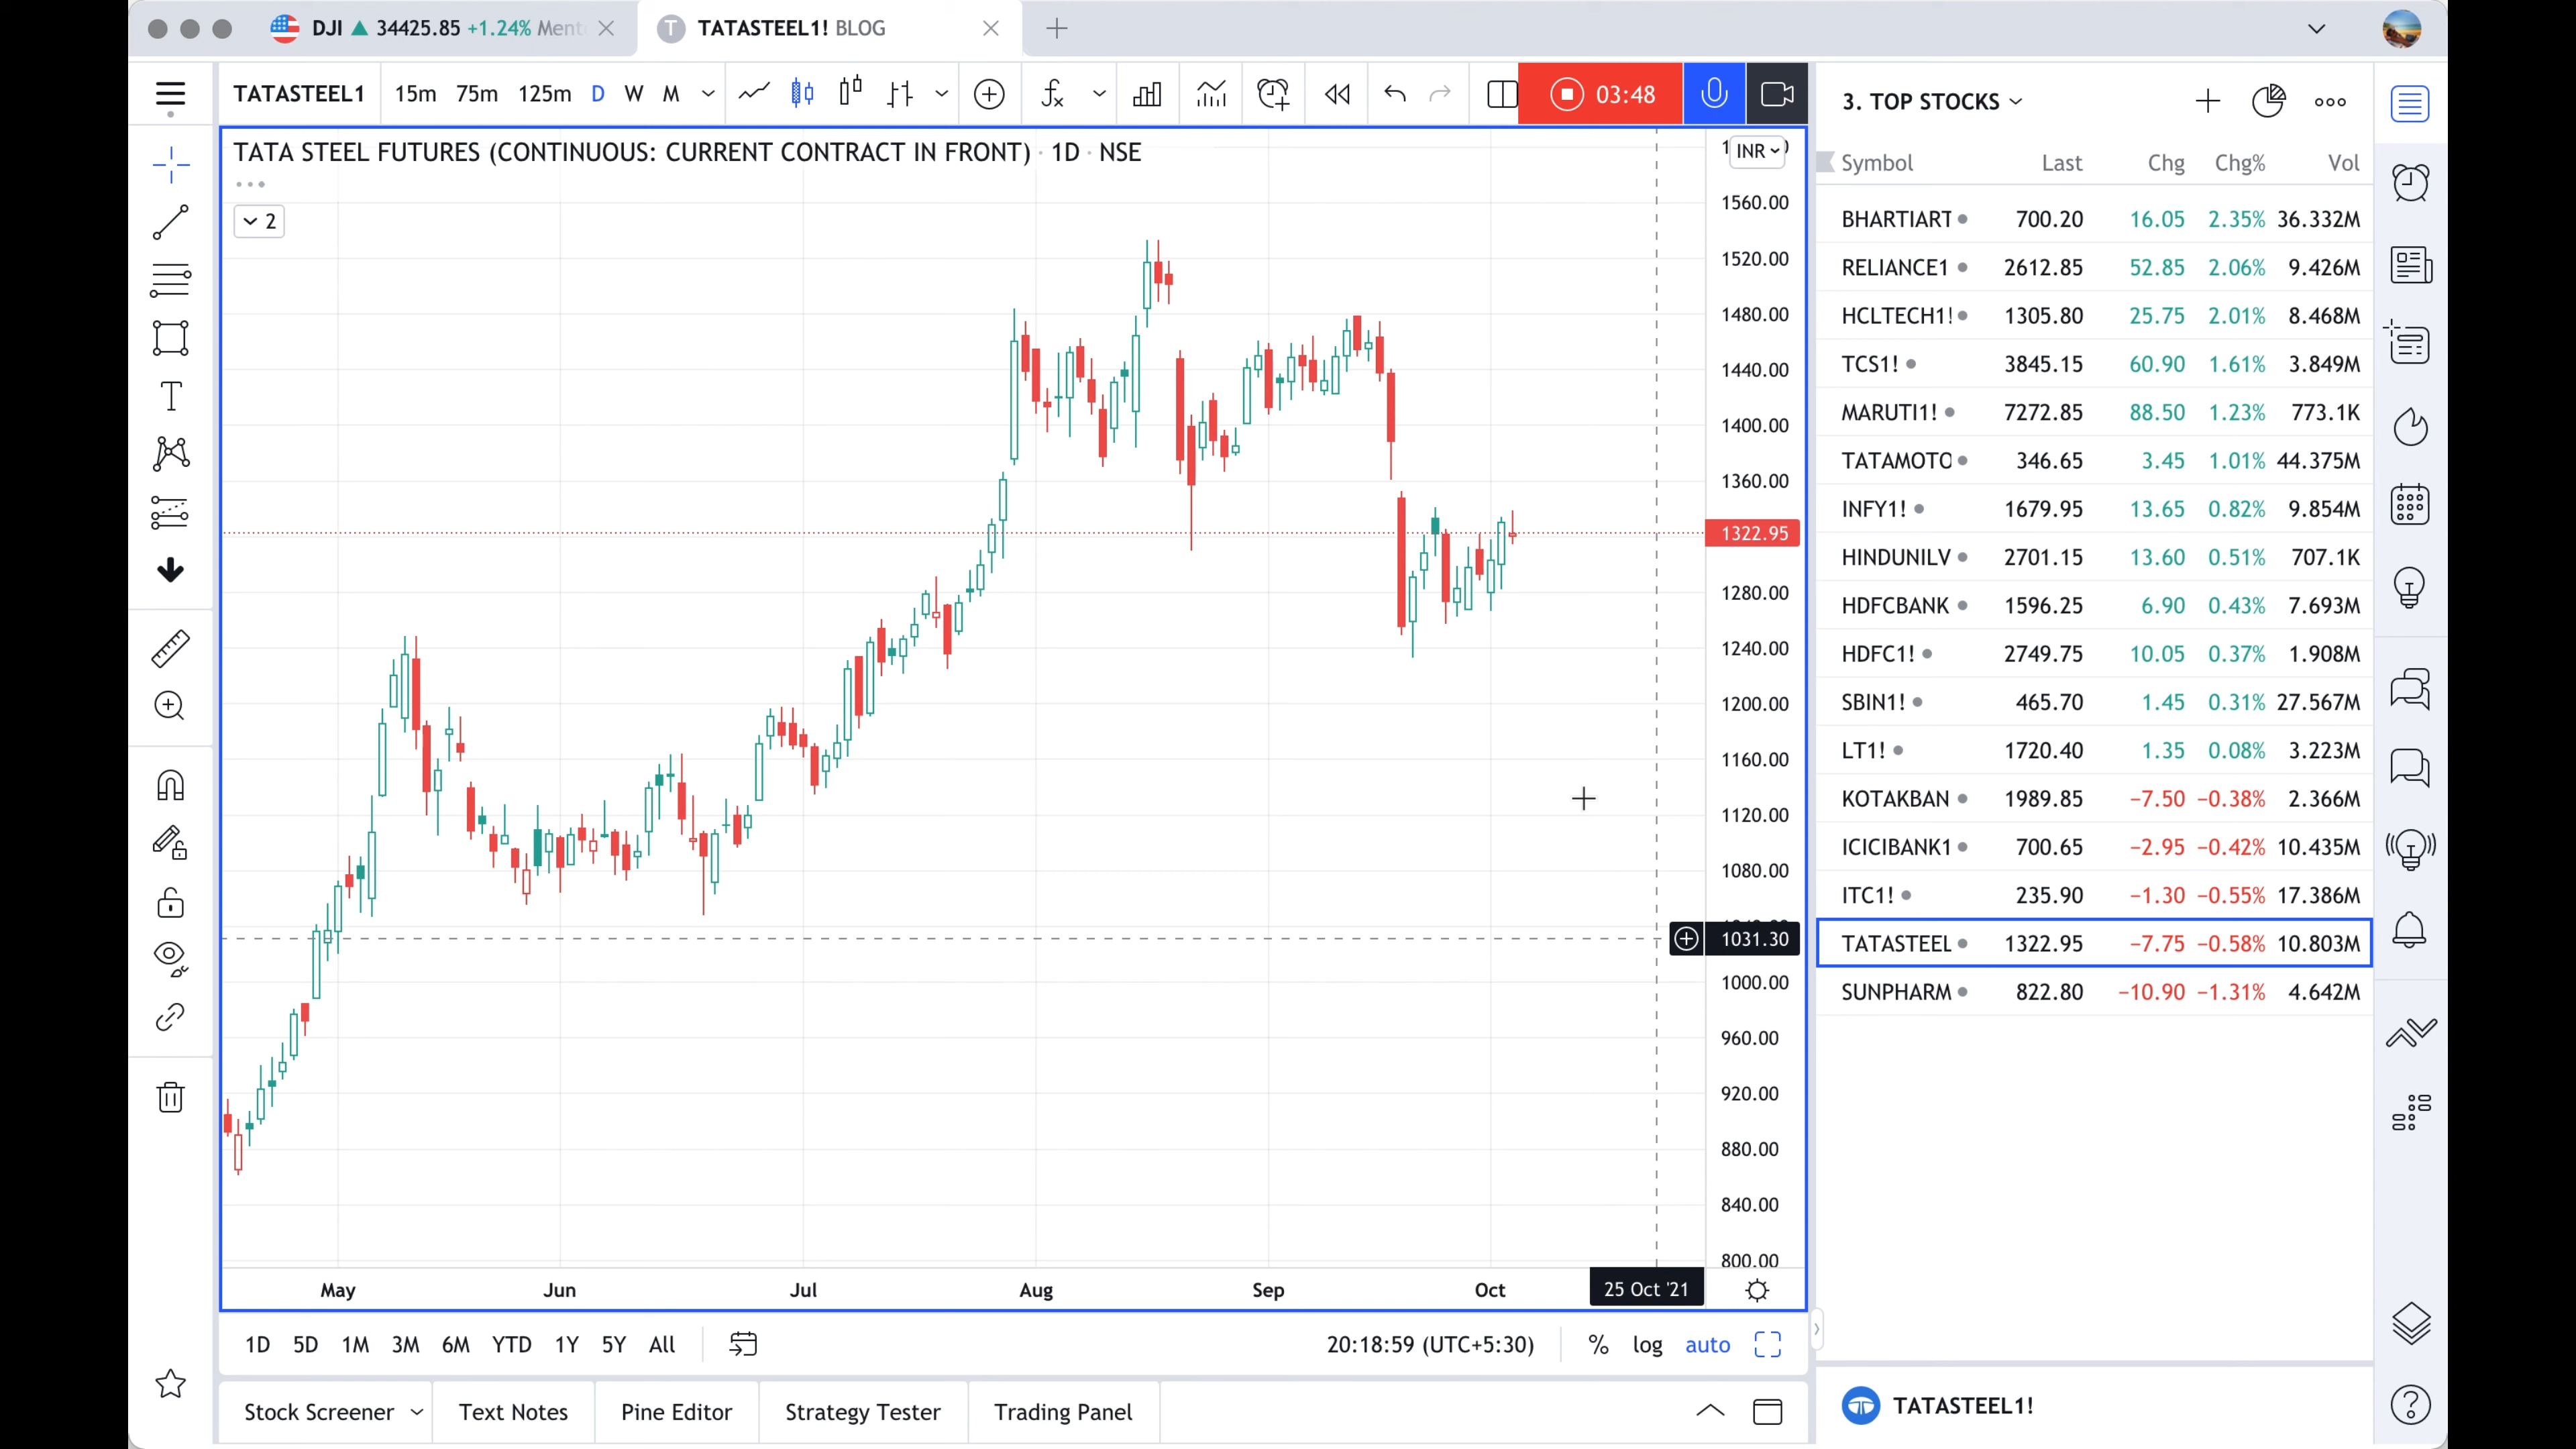 DJI ▲ 34425.85 +1.24% Ment
T TATASTEEL1! BLOG
TATASTEEL1 15m 75m 125m D W M
03:48
TATA STEEL FUTURES (CONTINUOUS: CURRENT CONTRACT IN FRONT) · 1D · NSE
2
INR
1560.00
1520.00
1480.00
1440.00
1400.00
1360.00
1322.95
1280.00
1240.00
1200.00
1160.00
1120.00
1080.00
1031.30
1000.00
960.00
920.00
880.00
840.00
800.00
May Jun Jul Aug Sep Oct 25 Oct '21
1D 5D 1M 3M 6M YTD 1Y 5Y All
20:18:59 (UTC+5:30) % log auto
Stock Screener Text Notes Pine Editor Strategy Tester Trading Panel
3. TOP STOCKS
Symbol Last Chg Chg% Vol
BHARTIART 700.20 16.05 2.35% 36.332M
RELIANCE1 2612.85 52.85 2.06% 9.426M
HCLTECH1! 1305.80 25.75 2.01% 8.468M
TCS1! 3845.15 60.90 1.61% 3.849M
MARUTI1! 7272.85 88.50 1.23% 773.1K
TATAMOTO 346.65 3.45 1.01% 44.375M
INFY1! 1679.95 13.65 0.82% 9.854M
HINDUNILV 2701.15 13.60 0.51% 707.1K
HDFCBANK 1596.25 6.90 0.43% 7.693M
HDFC1! 2749.75 10.05 0.37% 1.908M
SBIN1! 465.70 1.45 0.31% 27.567M
LT1! 1720.40 1.35 0.08% 3.223M
KOTAKBAN 1989.85 −7.50 −0.38% 2.366M
ICICIBANK1 700.65 −2.95 −0.42% 10.435M
ITC1! 235.90 −1.30 −0.55% 17.386M
TATASTEEL 1322.95 −7.75 −0.58% 10.803M
SUNPHARM 822.80 −10.90 −1.31% 4.642M
TATASTEEL1!